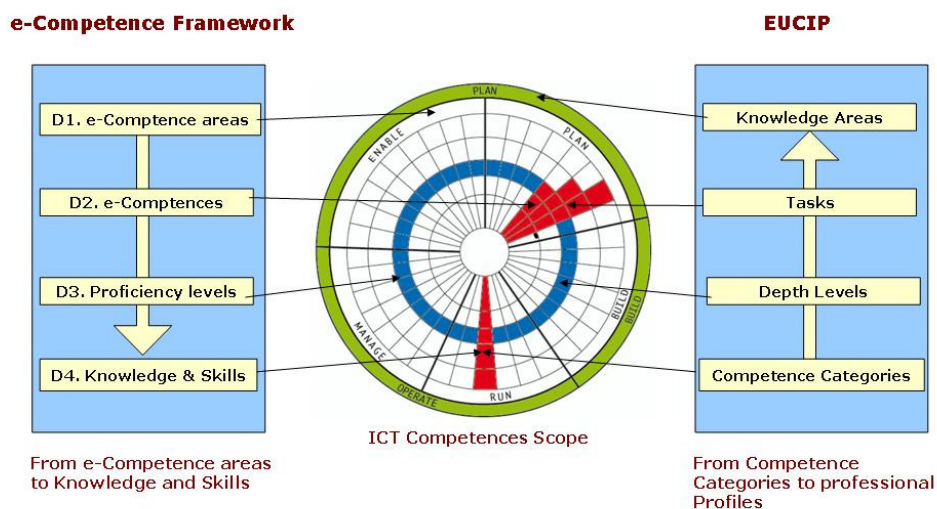 e-Competence Framework
EUCIP
D1. e-Comptence areas
D2. e-Comptences
D3. Proficiency levels
D4. Knowledge & Skills
From e-Competence areas
to Knowledge and Skills
PLAN
ENABLE
PLAN
BUILD
BUILD
MANAGE
OPERATE
RUN
ICT Competences Scope
Knowledge Areas
Tasks
Depth Levels
Competence Categories
From Competence
Categories to professional
Profiles